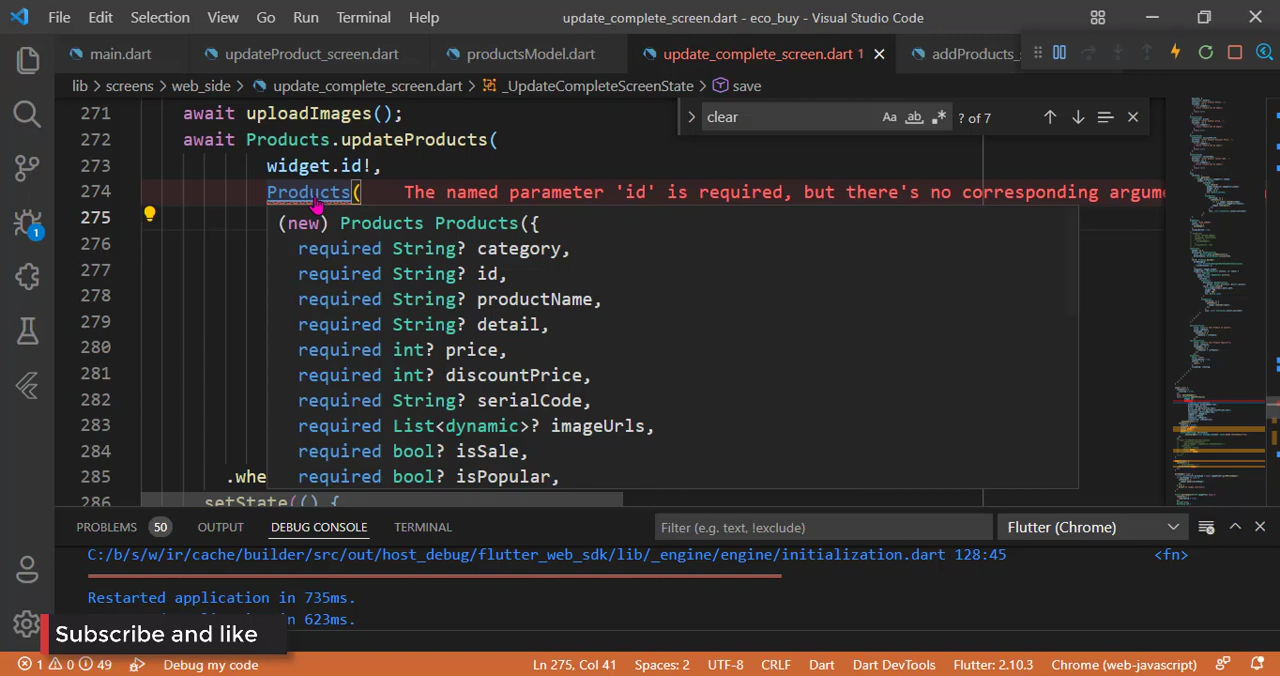 File Edit Selection View Go Run Terminal Help update_complete_screen.dart - eco_buy - Visual Studio Code
main.dart updateProduct_screen.dart productsModel.dart update_complete_screen.dart 1 addProducts_s
lib > screens > web_side > update_complete_screen.dart > _UpdateCompleteScreenState > save
271 await uploadImages();
clear Aa ab .* ? of 7
272 await Products.updateProducts(
273 widget.id!,
274 Products( The named parameter 'id' is required, but there's no corresponding argume
275 (new) Products Products({
276 required String? category,
277 required String? id,
278 required String? productName,
279 required String? detail,
280 required int? price,
281 required int? discountPrice,
282 required String? serialCode,
283 required List<dynamic>? imageUrls,
284 required bool? isSale,
285 .whe required bool? isPopular,
286 setState(() {
PROBLEMS 50 OUTPUT DEBUG CONSOLE TERMINAL Filter (e.g. text, !exclude) Flutter (Chrome)
C:/b/s/w/ir/cache/builder/src/out/host_debug/flutter_web_sdk/lib/_engine/engine/initialization.dart 128:45 <fn>
Restarted application in 735ms.
623ms.
Subscribe and like
1 0 49 Debug my code Ln 275, Col 41 Spaces: 2 UTF-8 CRLF Dart Dart DevTools Flutter: 2.10.3 Chrome (web-javascript)
1